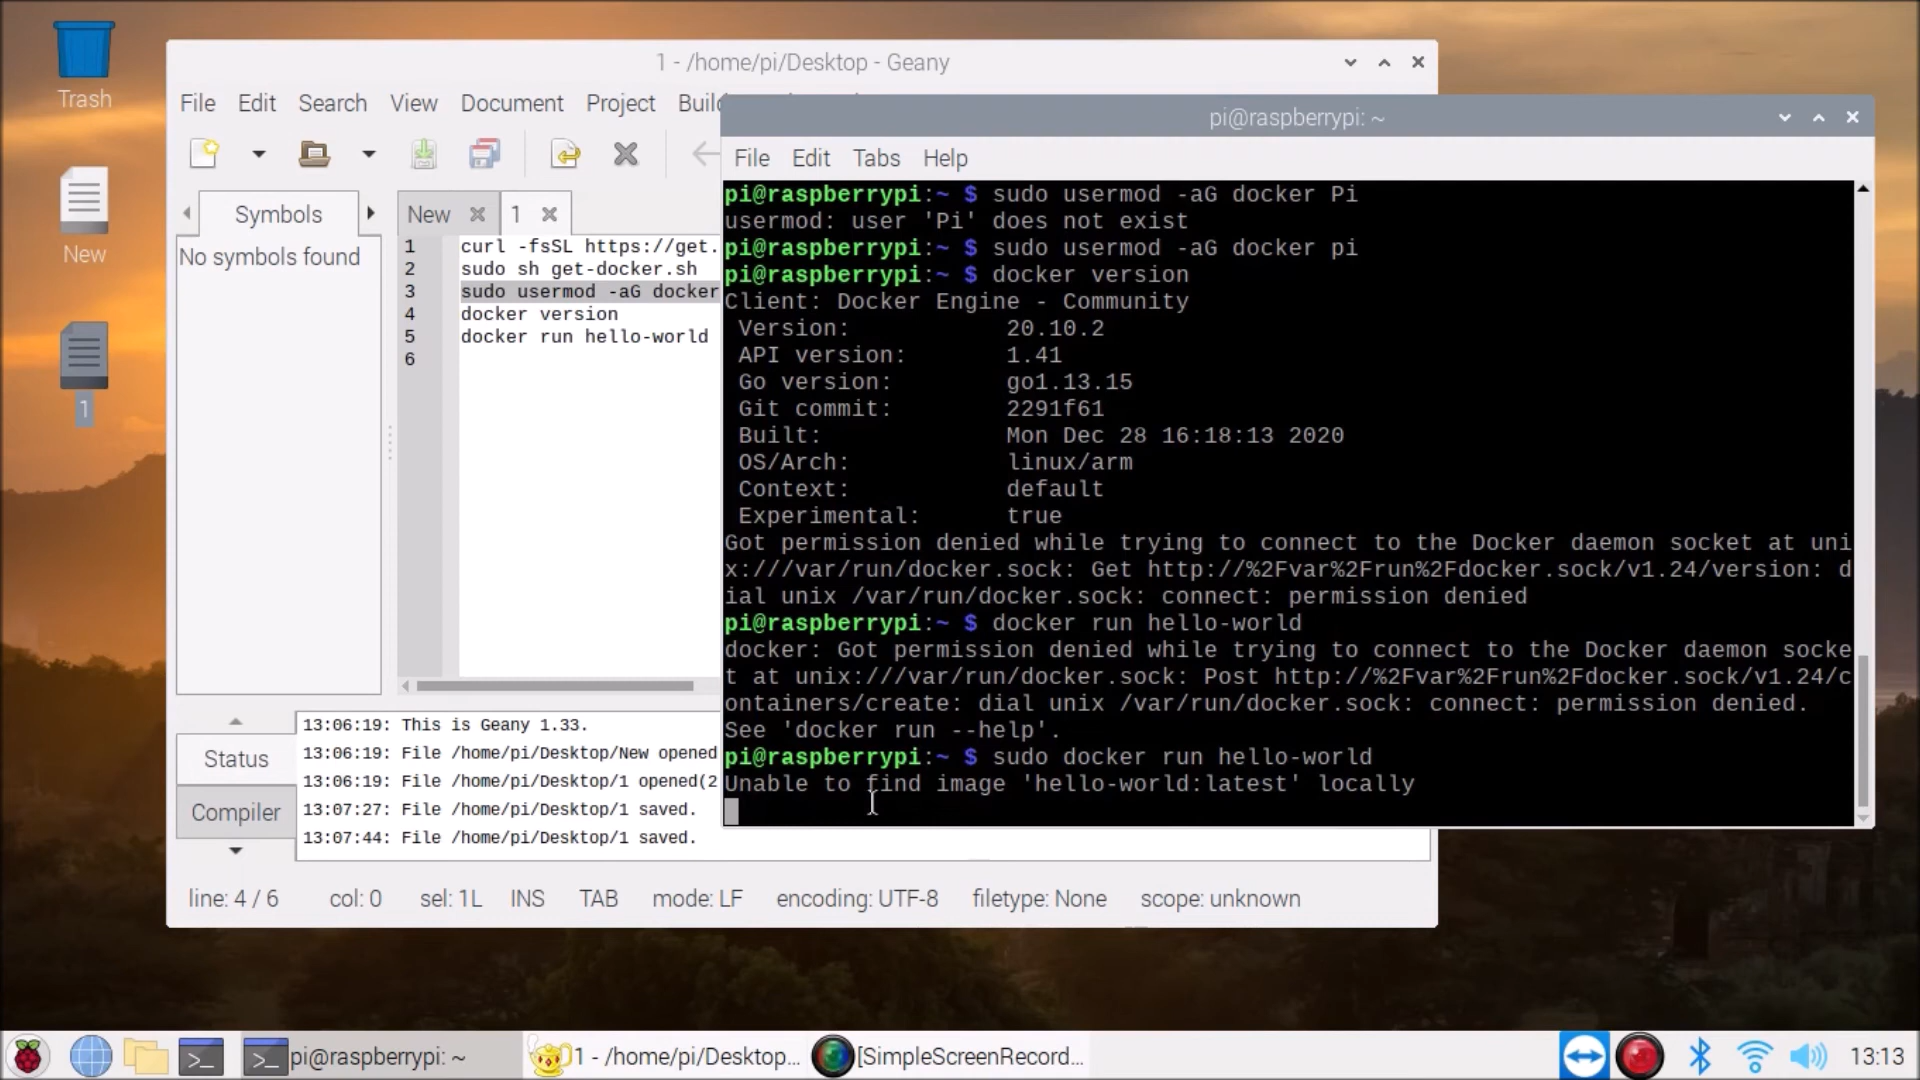 Trash
New
1
1 - /home/pi/Desktop - Geany
File Edit Search View Document Project Build
Symbols
No symbols found
New 1
1 curl -fsSL https://get.
2 sudo sh get-docker.sh
3 sudo usermod -aG docker
4 docker version
5 docker run hello-world
6
Status
Compiler
13:06:19: This is Geany 1.33.
13:06:19: File /home/pi/Desktop/New opened
13:06:19: File /home/pi/Desktop/1 opened(2
13:07:27: File /home/pi/Desktop/1 saved.
13:07:44: File /home/pi/Desktop/1 saved.
line: 4 / 6 col: 0 sel: 1L INS TAB mode: LF encoding: UTF-8 filetype: None scope: unknown
pi@raspberrypi: ~
File Edit Tabs Help
pi@raspberrypi:~ $ sudo usermod -aG docker Pi
usermod: user 'Pi' does not exist
pi@raspberrypi:~ $ sudo usermod -aG docker pi
pi@raspberrypi:~ $ docker version
Client: Docker Engine - Community
Version: 20.10.2
API version: 1.41
Go version: go1.13.15
Git commit: 2291f61
Built: Mon Dec 28 16:18:13 2020
OS/Arch: linux/arm
Context: default
Experimental: true
Got permission denied while trying to connect to the Docker daemon socket at uni
x:///var/run/docker.sock: Get http://%2Fvar%2Frun%2Fdocker.sock/v1.24/version: d
ial unix /var/run/docker.sock: connect: permission denied
pi@raspberrypi:~ $ docker run hello-world
docker: Got permission denied while trying to connect to the Docker daemon socke
t at unix:///var/run/docker.sock: Post http://%2Fvar%2Frun%2Fdocker.sock/v1.24/c
ontainers/create: dial unix /var/run/docker.sock: connect: permission denied.
See 'docker run --help'.
pi@raspberrypi:~ $ sudo docker run hello-world
Unable to find image 'hello-world:latest' locally
pi@raspberrypi: ~
1 - /home/pi/Desktop...
[SimpleScreenRecord...
13:13